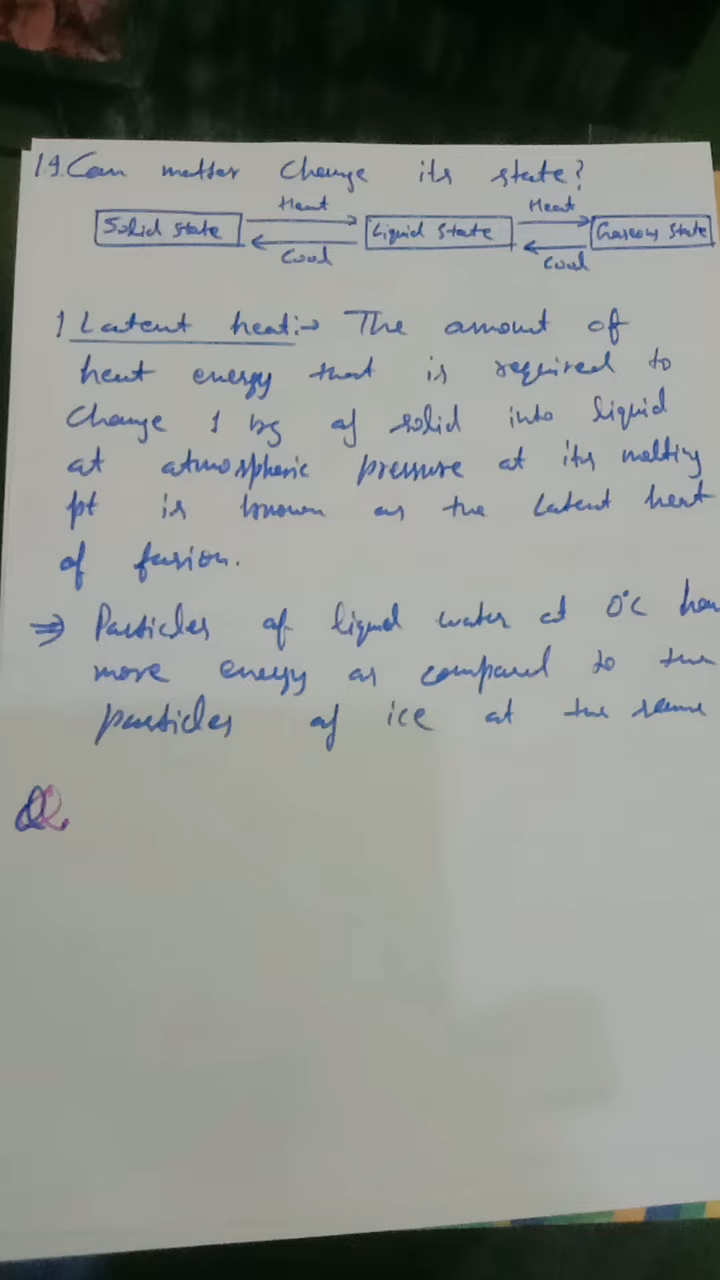 1.9. Can matter change its state?
Heat Heat
Solid state Liquid state Gaseous state
Cool Cool
1 Latent heat:→ The amount of
heat energy that is required to
change 1 kg of solid into liquid
at atmospheric pressure at its melting
pt is known as the latent heat
of fusion.
⇒ Particles of liquid water at 0°C have
more energy as compared to the
particles of ice at the same